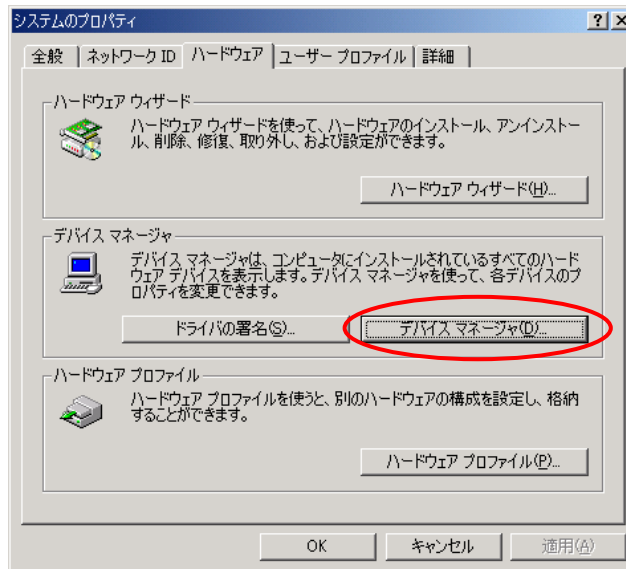 システムのプロパティ
? ×
全般 ネットワーク ID ハードウェア ユーザー プロファイル 詳細
ハードウェア ウィザード
ハードウェア ウィザードを使って、ハードウェアのインストール、アンインストー
ル、削除、修復、取り外し、および設定ができます。
ハードウェア ウィザード(H)...
デバイス マネージャ
デバイス マネージャは、コンピュータにインストールされているすべてのハード
ウェア デバイスを表示します。デバイス マネージャを使って、各デバイスのプ
ロパティを変更できます。
ドライバの署名(S)...
デバイス マネージャ(D)...
ハードウェア プロファイル
ハードウェア プロファイルを使うと、別のハードウェアの構成を設定し、格納
することができます。
ハードウェア プロファイル(P)...
OK キャンセル 適用(A)